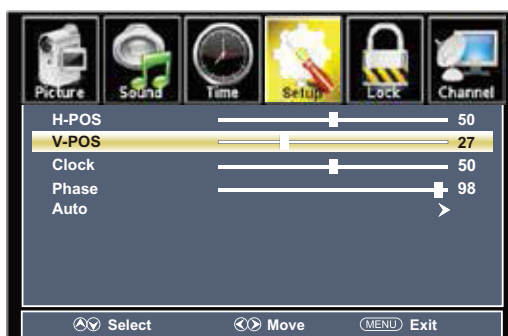 Picture Sound Time Setup Lock Channel
H-POS 50
V-POS 27
Clock 50
Phase 98
Auto
Select Move MENU Exit